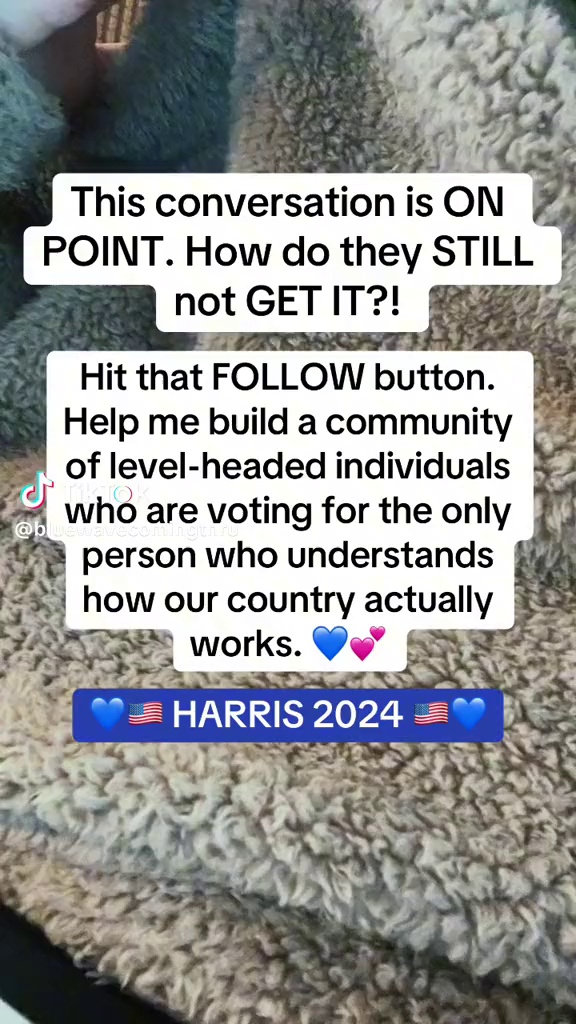 This conversation is ON
POINT. How do they STILL
not GET IT?!
Hit that FOLLOW button.
Help me build a community
of level-headed individuals
who are voting for the only
person who understands
how our country actually
works. 💙💕
💙🇺🇸 HARRIS 2024 🇺🇸💙
TikTok
@bluewavecomingthru